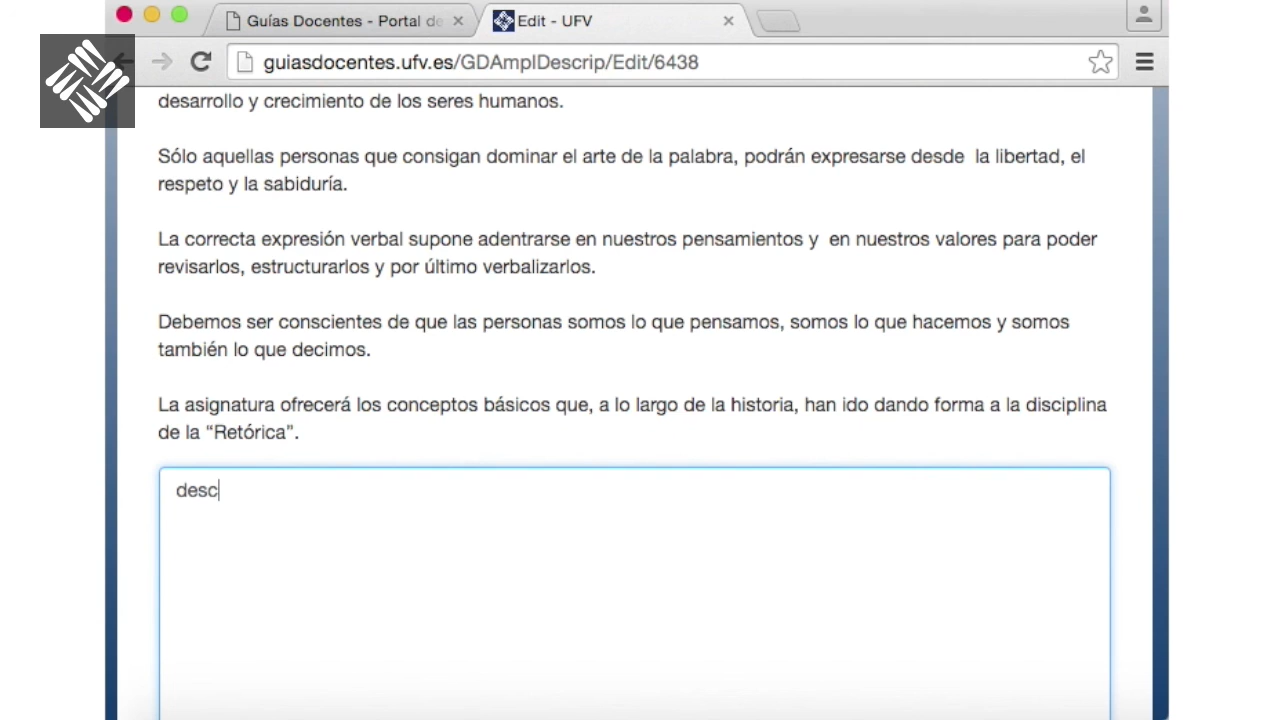 Guías Docentes - Portal de
Edit - UFV
guiasdocentes.ufv.es/GDAmplDescrip/Edit/6438
desarrollo y crecimiento de los seres humanos.
Sólo aquellas personas que consigan dominar el arte de la palabra, podrán expresarse desde  la libertad, el
respeto y la sabiduría.
La correcta expresión verbal supone adentrarse en nuestros pensamientos y  en nuestros valores para poder
revisarlos, estructurarlos y por último verbalizarlos.
Debemos ser conscientes de que las personas somos lo que pensamos, somos lo que hacemos y somos
también lo que decimos.
La asignatura ofrecerá los conceptos básicos que, a lo largo de la historia, han ido dando forma a la disciplina
de la “Retórica”.
desc